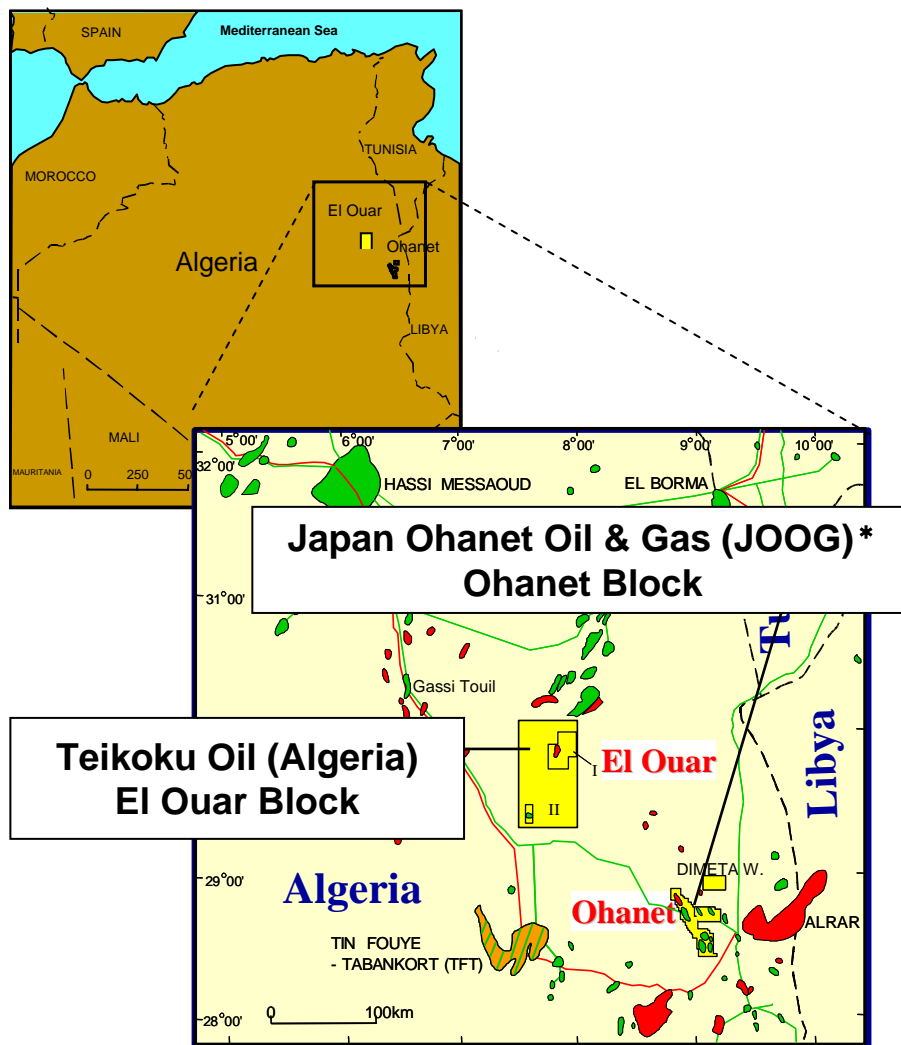 SPAIN
Mediterranean Sea
TUNISIA
MOROCCO
El Ouar
Ohanet
Algeria
LIBYA
MALI
MAURITANIA
0 250
5°00'
6°00'
7°00'
8°00'
9°00'
10°00'
32°00'
HASSI MESSAOUD
EL BORMA
Japan Ohanet Oil & Gas (JOOG)*
Ohanet Block
31°00'
Gassi Touil
Teikoku Oil (Algeria)
El Ouar Block
I
El Ouar
II
Libya
29°00'
DIMETA W.
Algeria
Ohanet
ALRAR
TIN FOUYE
- TABANKORT (TFT)
0 100km
28°00'